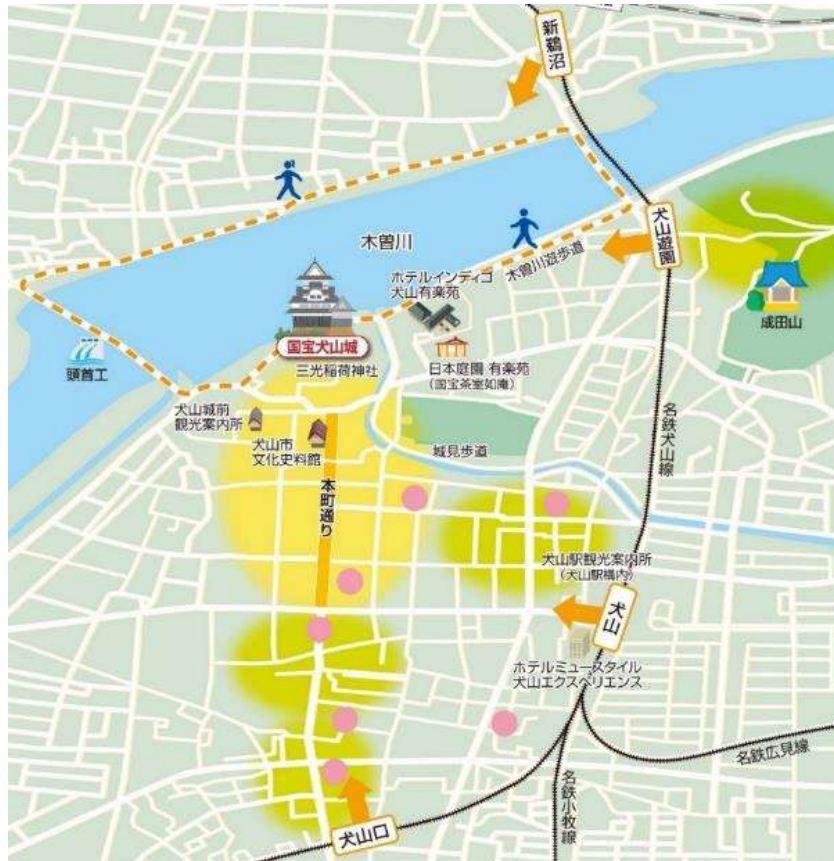 新鵜沼
木曽川
犬山遊園
木曽川遊歩道
ホテルインディゴ
犬山有楽苑
成田山
国宝犬山城
三光稲荷神社
日本庭園 有楽苑
(国宝茶室如庵)
頭首工
犬山城前
観光案内所
犬山市
文化史料館
城見歩道
名鉄犬山線
本町通り
犬山駅観光案内所
(犬山駅構内)
犬山
ホテルミュースタイル
犬山エクスペリエンス
名鉄広見線
名鉄小牧線
犬山口